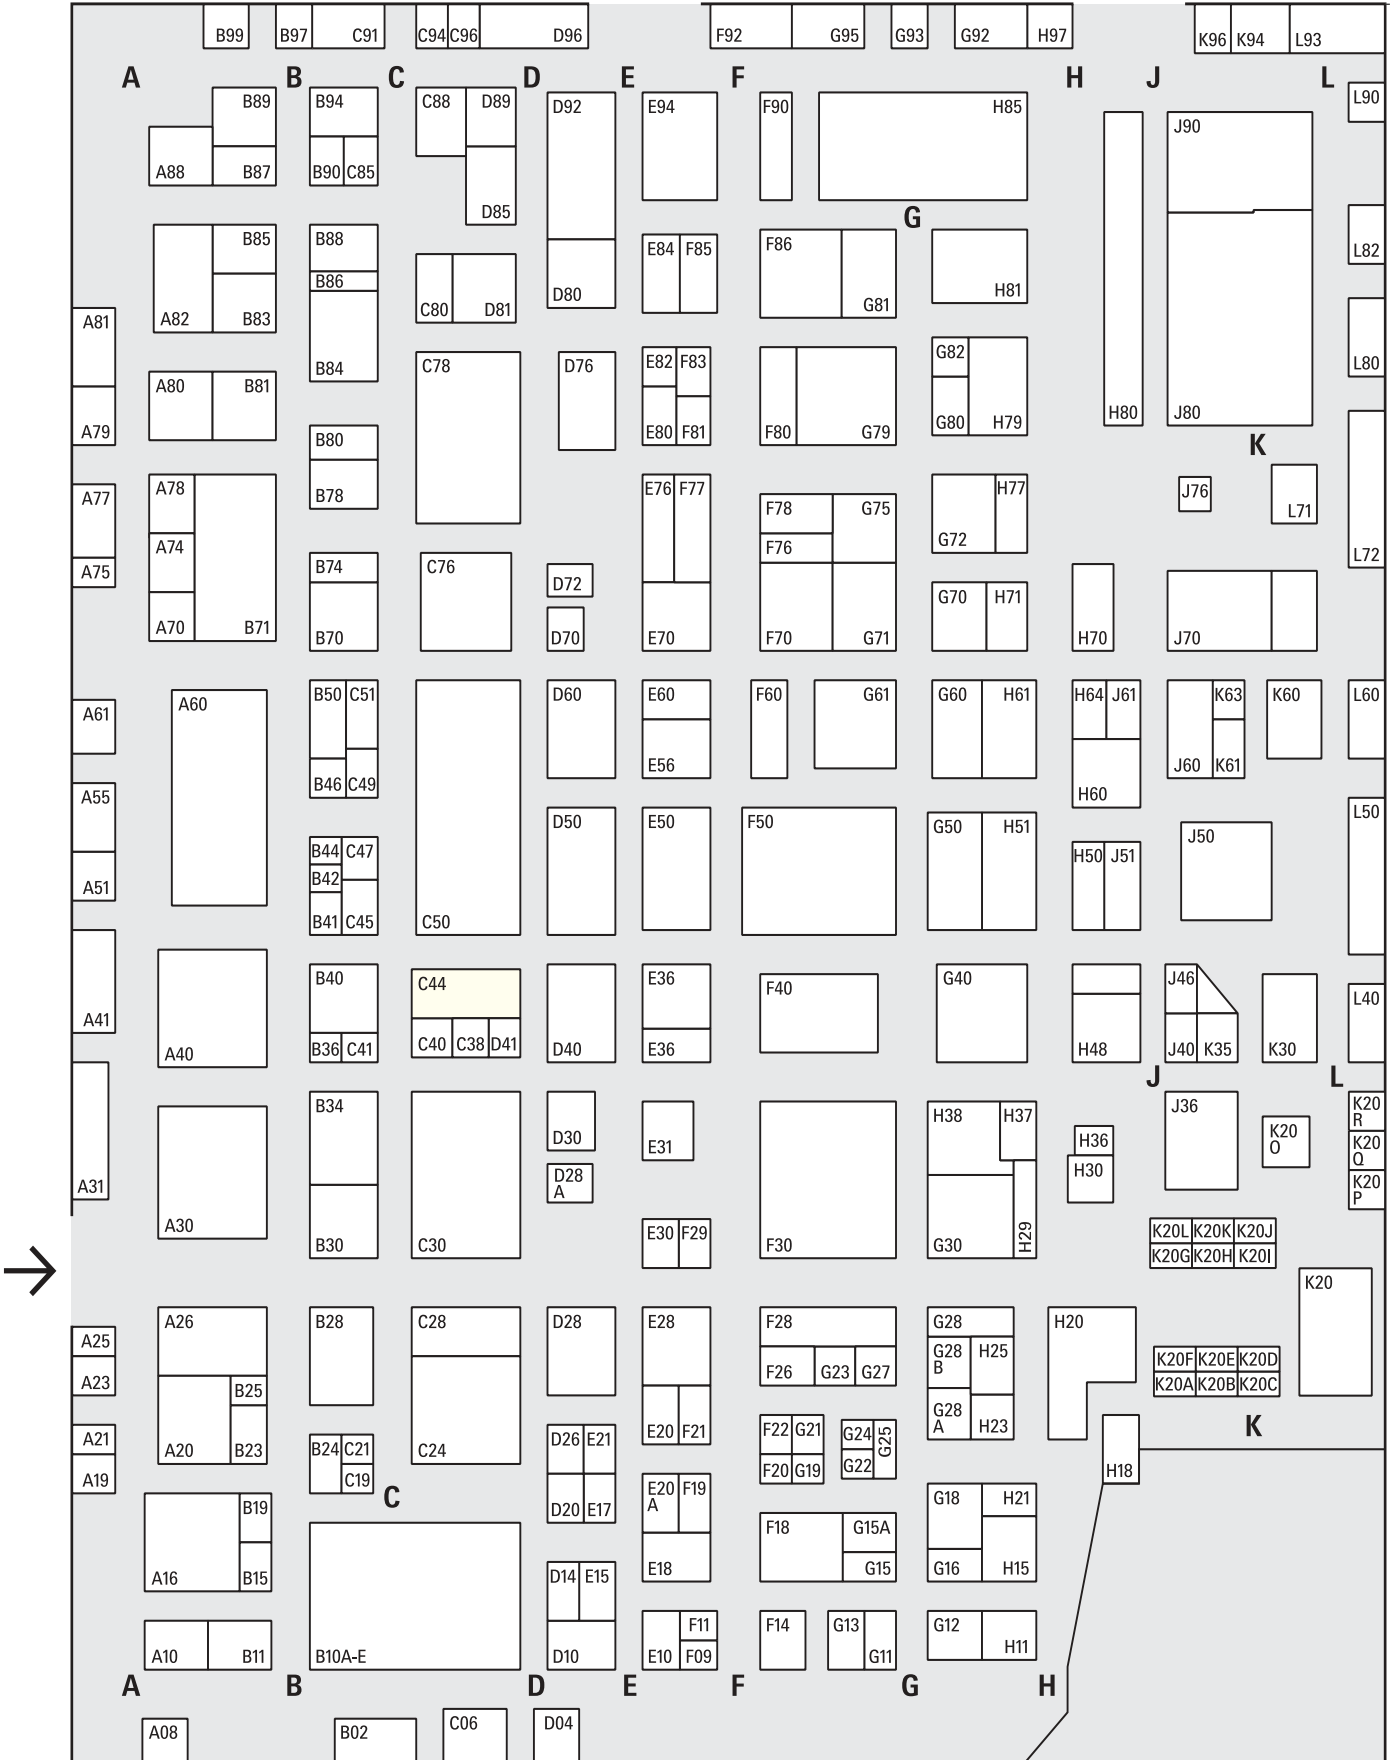 B99 B97 C91 C94 C96 D96 F92 G95 G93 G92 H97 K96 K94 L93
A B C D E F H J L
L90
B89 B94 C88 D89 D92 E94 F90 H85 J90
A88 B87 B90 C85
D85
G
B85 B88 E84 F85 F86 L82
B86
A82 B83 C80 D81 D80 G81 H81
A81
B84 C78 D76 E82 F83 G82 L80
A80 B81
A79 B80 E80 F81 F80 G79 G80 H79 H80 J80
K
A77 A78 B78 E76 F77 F78 G75 H77 J76 L71
A74 F76 G72 L72
A75 B74 C76 D72
A70 B71 B70 D70 E70 F70 G71 G70 H71 H70 J70
A61 A60 B50 C51 D60 E60 F60 G61 G60 H61 H64 J61 K63 K60 L60
B46 C49 E56 J60 K61
A55 H60
D50 E50 F50 G50 H51 L50
A51 B44 C47 H50 J51 J50
B42
B41 C45 C50
A41 B40 C44 E36 F40 G40 J46 L40
A40 B36 C41 C40 C38 D41 D40 E36 H48 J40 K35 K30
J L
B34 D30 E31 H38 H37 J36 K20
R
H36 K20
O
K20
Q
A31 D28
A
H30 K20
P
A30 B30 C30 E30 F29 F30 G30 H29 K20L K20K K20J
K20G K20H K20I
K20
A25 A26 B28 C28 D28 E28 F28 G28 H20
A23 B25 F26 G23 G27 G28
B
H25 K20F K20E K20D
K20A K20B K20C
A21 A20 B23 C24 E20 F21 G28
A
H23 K
B24 C21 D26 E21 F22 G21 G24 G25
A19 C19 F20 G19 G22 H18
C
B19 D20 E17 E20
A
F19 G18 H21
F18 G15A
A16 B15 D14 E15 E18 G15 G16 H15
F11 F14 G13 G12
A10 B11 B10A-E D10 E10 F09 G11 H11
A B D E F G H
A08 B02 C06 D04